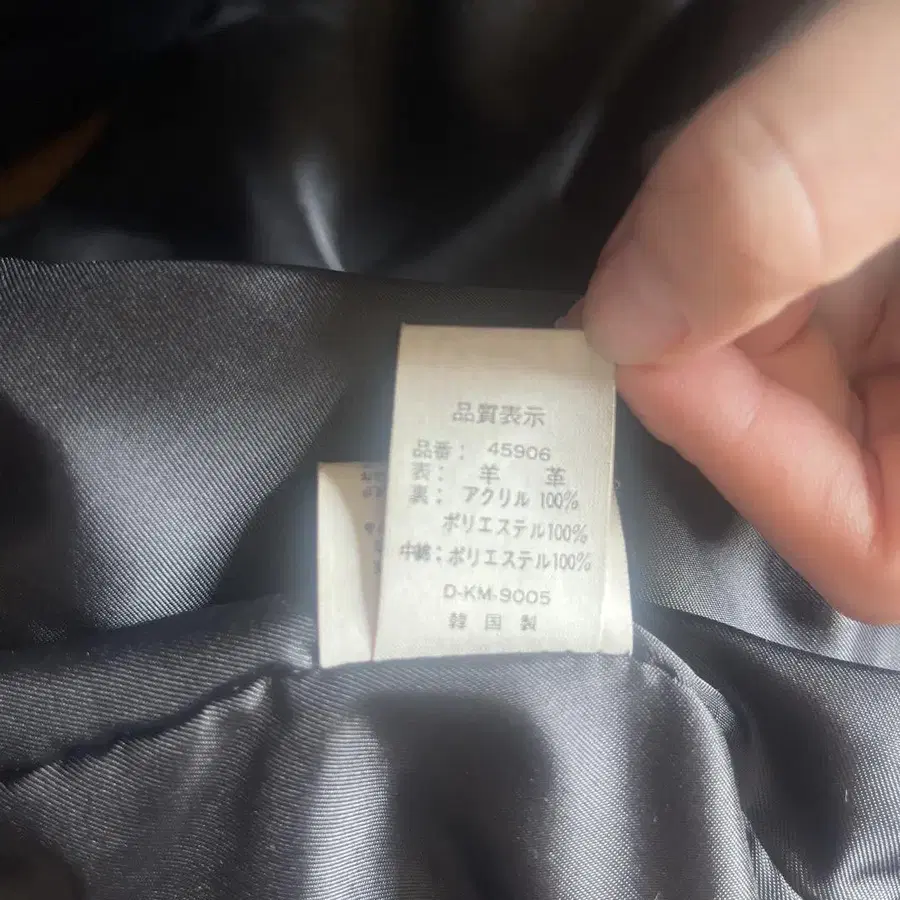 品質表示
品番： 45906
表： 羊 革
裏： アクリル 100%
ポリエステル100%
中綿：ポリエステル100%
D-KM-9005
韓国製